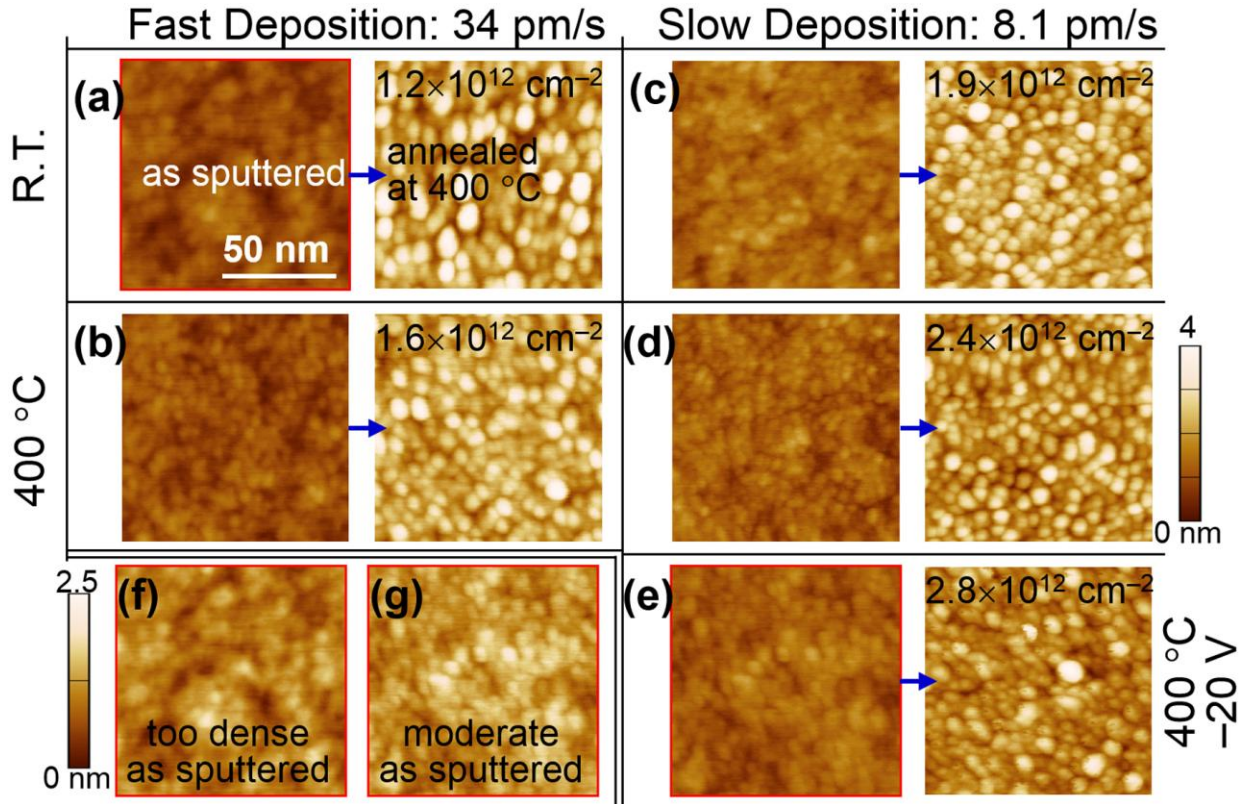 Fast Deposition: 34 pm/s
Slow Deposition: 8.1 pm/s
R.T.
(a)
as sputtered
50 nm
1.2×10¹² cm⁻²
annealed
at 400 °C
(c)
1.9×10¹² cm⁻²
400 °C
(b)
1.6×10¹² cm⁻²
(d)
2.4×10¹² cm⁻²
4
0 nm
2.5
0 nm
(f)
too dense
as sputtered
(g)
moderate
as sputtered
(e)
2.8×10¹² cm⁻²
400 °C
−20 V